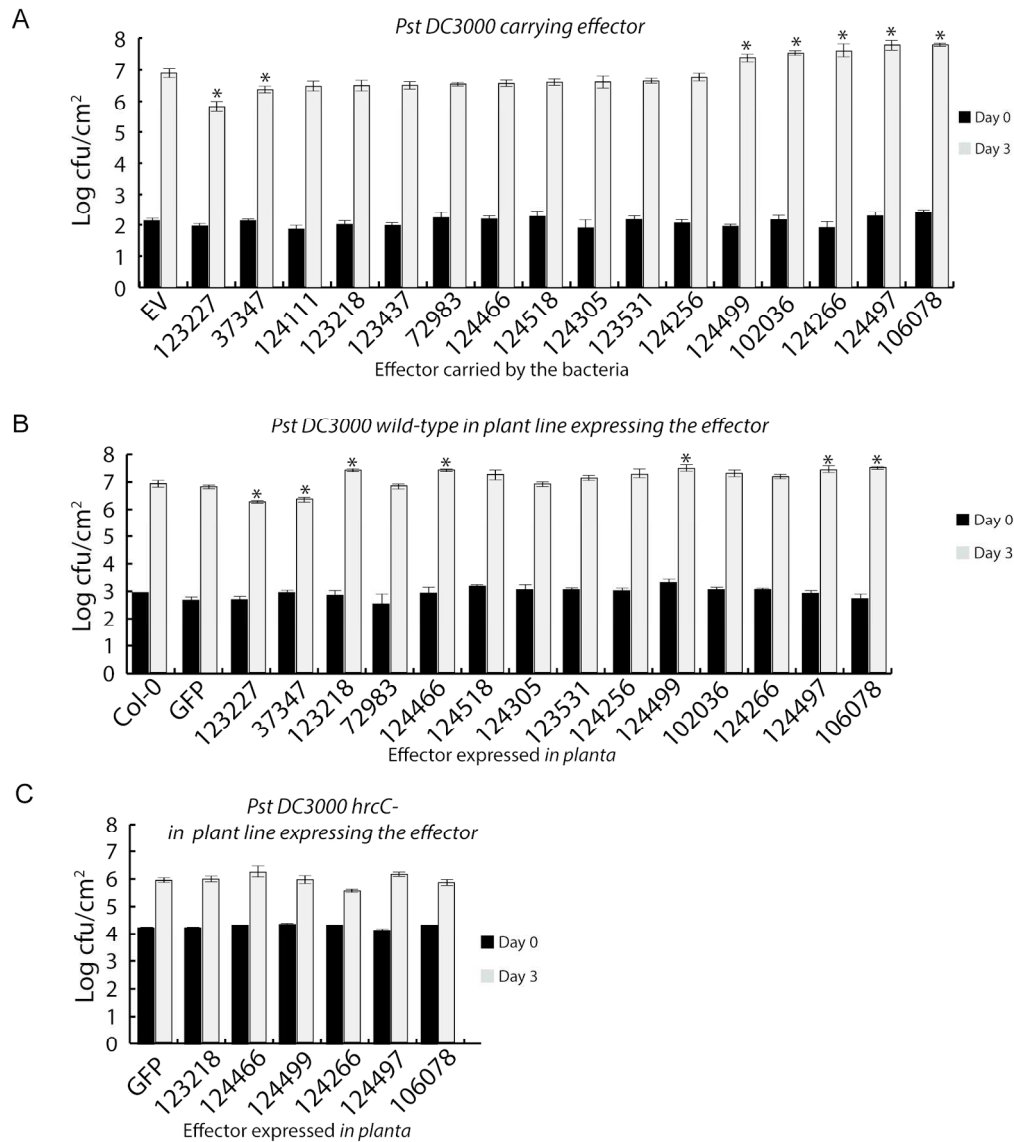 A
Pst DC3000 carrying effector
8
7
6
5
4
3
2
1
0
Log cfu/cm²
Day 0
Day 3
EV
123227
37347
124111
123218
123437
72983
124466
124518
124305
123531
124256
124499
102036
124266
124497
106078
* * * * * * *
Effector carried by the bacteria
B
Pst DC3000 wild-type in plant line expressing the effector
8
7
6
5
4
3
2
1
0
Log cfu/cm²
* * * * * * *
Day 0
Day 3
Col-0
GFP
123227
37347
123218
72983
124466
124518
124305
123531
124256
124499
102036
124266
124497
106078
Effector expressed in planta
C
Pst DC3000 hrcC-
in plant line expressing the effector
8
7
6
5
4
3
2
1
0
Log cfu/cm²
Day 0
Day 3
GFP
123218
124466
124499
124266
124497
106078
Effector expressed in planta